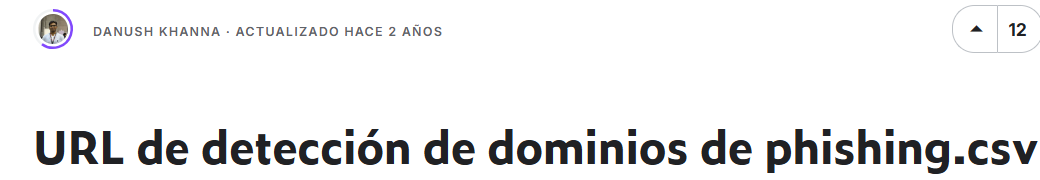 DANUSH KHANNA · ACTUALIZADO HACE 2 AÑOS
12
URL de detección de dominios de phishing.csv